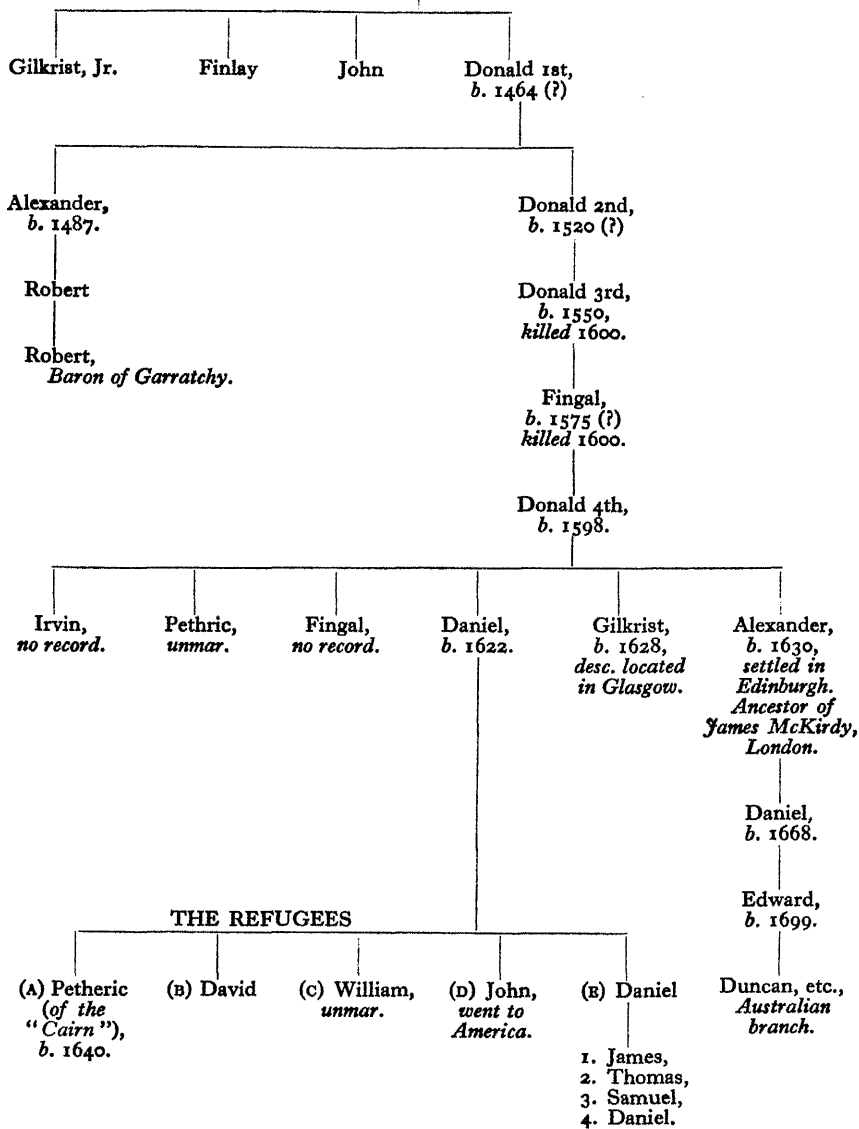 Gilkrist, Jr.
Finlay
John
Donald 1st,
b. 1464 (?)
Alexander,
b. 1487.
Donald 2nd,
b. 1520 (?)
Robert
Donald 3rd,
b. 1550,
killed 1600.
Robert,
Baron of Garratchy.
Fingal,
b. 1575 (?)
killed 1600.
Donald 4th,
b. 1598.
Irvin,
no record.
Pethric,
unmar.
Fingal,
no record.
Daniel,
b. 1622.
Gilkrist,
b. 1628,
desc. located
in Glasgow.
Alexander,
b. 1630,
settled in
Edinburgh.
Ancestor of
James McKirdy,
London.
Daniel,
b. 1668.
Edward,
b. 1699.
Duncan, etc.,
Australian
branch.
THE REFUGEES
(A) Petheric
(of the
"Cairn"),
b. 1640.
(B) David
(C) William,
unmar.
(D) John,
went to
America.
(E) Daniel
1. James,
2. Thomas,
3. Samuel,
4. Daniel.